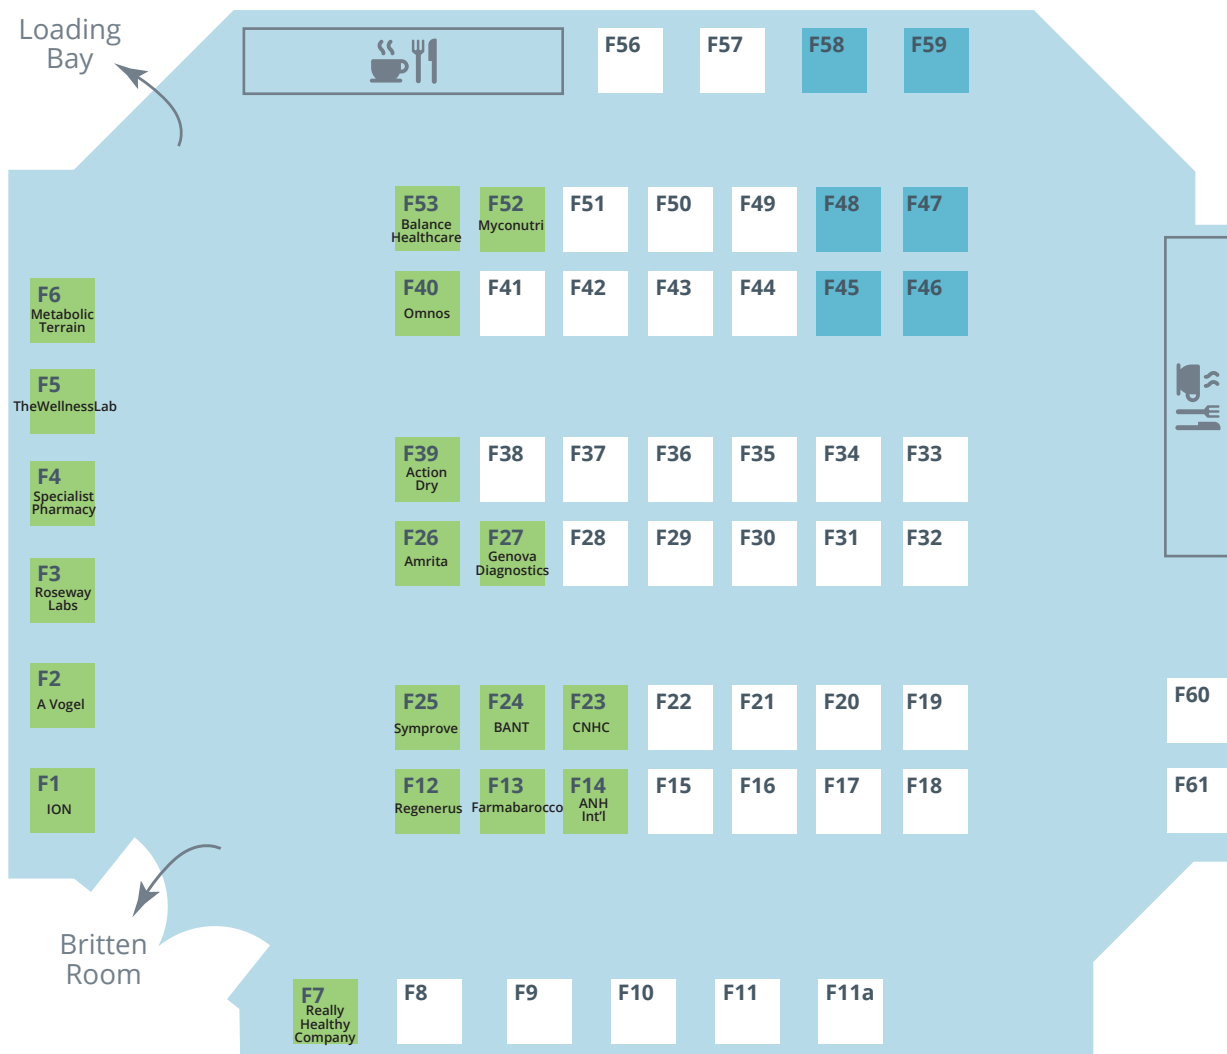 Loading
Bay
F56
F57
F58
F59
F53
Balance
Healthcare
F52
Myconutri
F51
F50
F49
F48
F47
F6
Metabolic
Terrain
F40
Omnos
F41
F42
F43
F44
F45
F46
F5
TheWellnessLab
F4
Specialist
Pharmacy
F39
Action
Dry
F38
F37
F36
F35
F34
F33
F3
Roseway
Labs
F26
Amrita
F27
Genova
Diagnostics
F28
F29
F30
F31
F32
F2
A Vogel
F25
Symprove
F24
BANT
F23
CNHC
F22
F21
F20
F19
F60
F1
ION
F12
Regenerus
F13
Farmabarocco
F14
ANH
Int'l
F15
F16
F17
F18
F61
Britten
Room
F7
Really
Healthy
Company
F8
F9
F10
F11
F11a